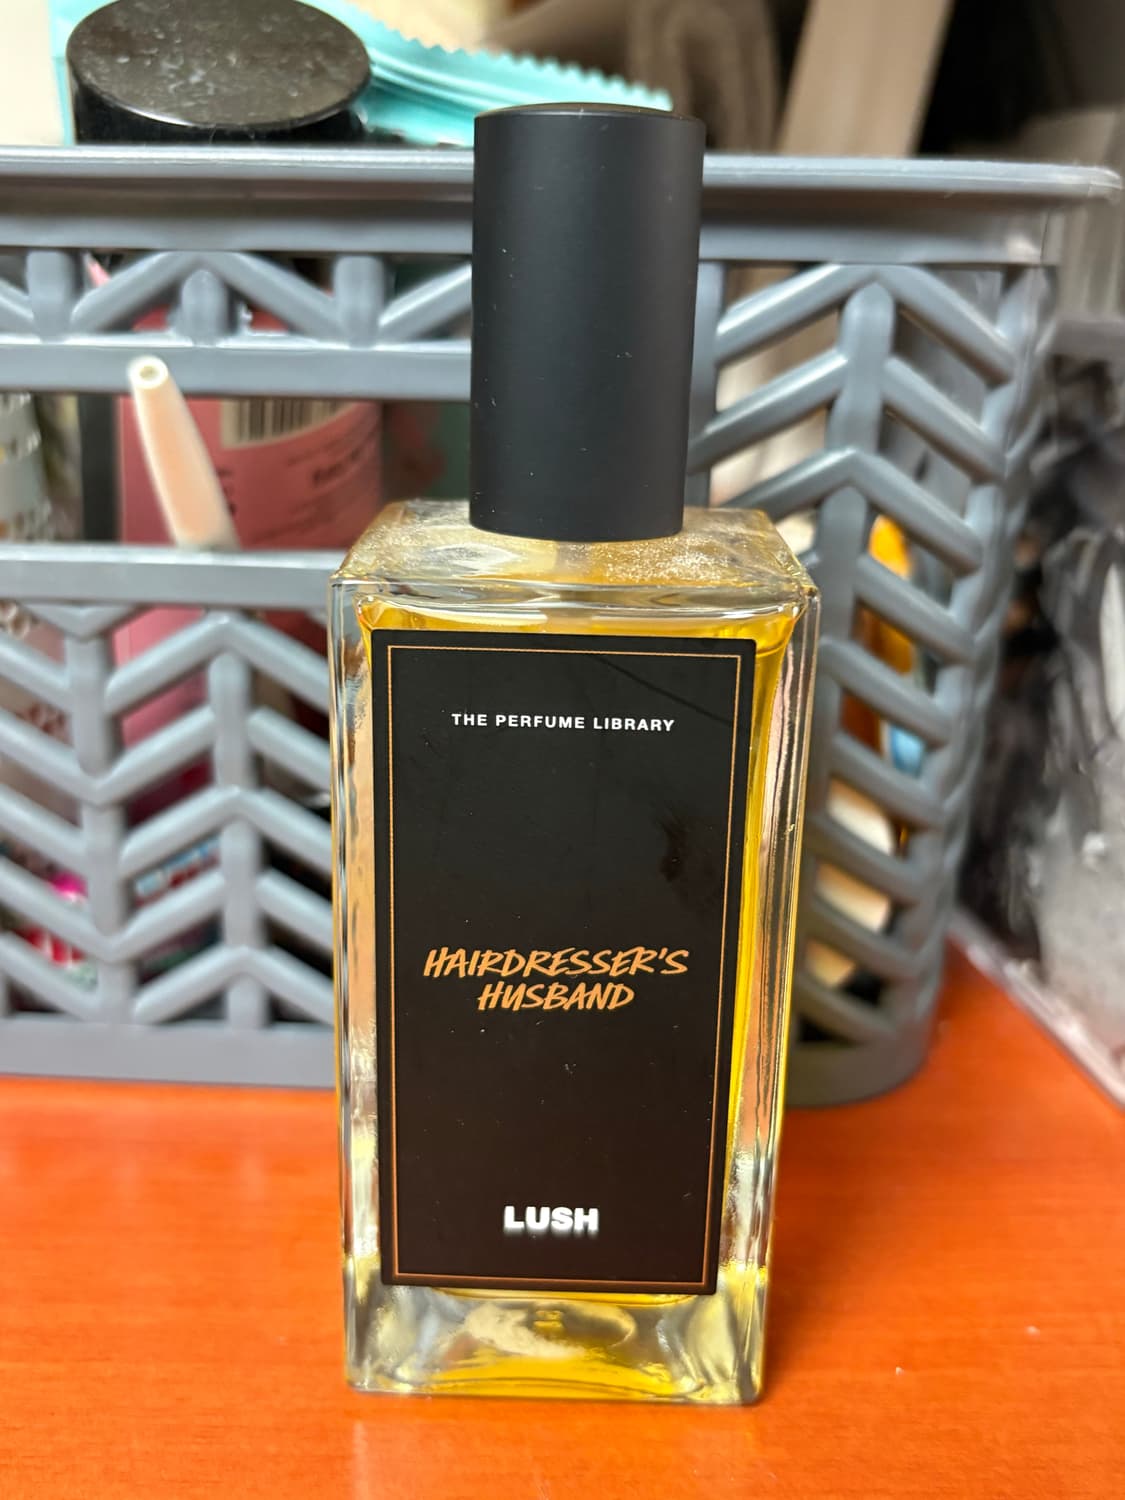 THE PERFUME LIBRARY
HAIRDRESSER'S
HUSBAND
LUSH